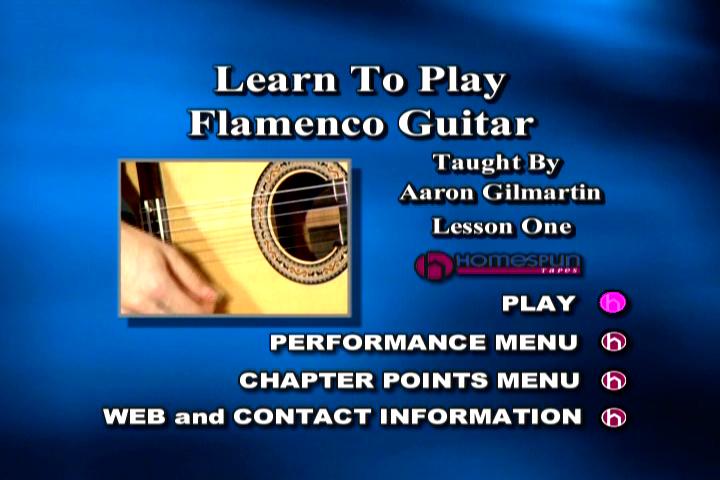 Learn To Play
Flamenco Guitar
Taught By
Aaron Gilmartin
Lesson One
HOMESPUN
TAPES
PLAY
PERFORMANCE MENU
CHAPTER POINTS MENU
WEB and CONTACT INFORMATION